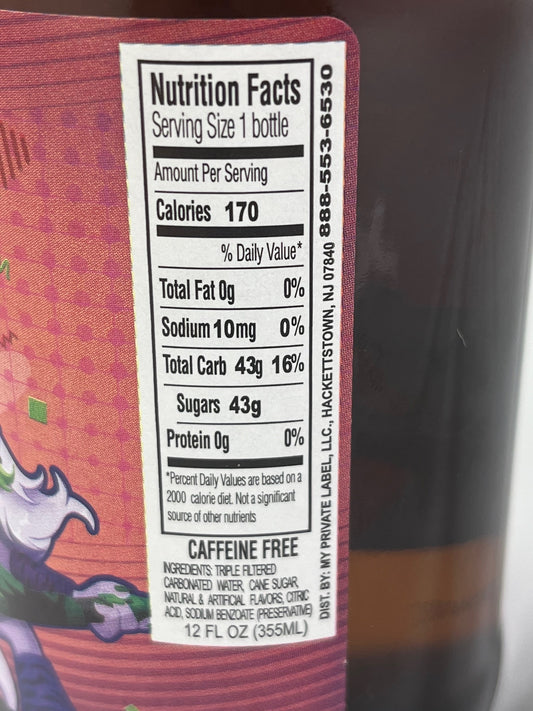 Nutrition Facts
Serving Size 1 bottle
Amount Per Serving
Calories 170
% Daily Value*
Total Fat 0g 0%
Sodium 10mg 0%
Total Carb 43g 16%
Sugars 43g
Protein 0g 0%
*Percent Daily Values are based on a
2000 calorie diet. Not a significant
source of other nutrients
CAFFEINE FREE
INGREDIENTS: TRIPLE FILTERED
CARBONATED WATER, CANE SUGAR,
NATURAL & ARTIFICIAL FLAVORS, CITRIC
ACID, SODIUM BENZOATE (PRESERVATIVE)
12 FL OZ (355ML)
DIST. BY: MY PRIVATE LABEL, LLC., HACKETTSTOWN, NJ 07840 888-553-6530